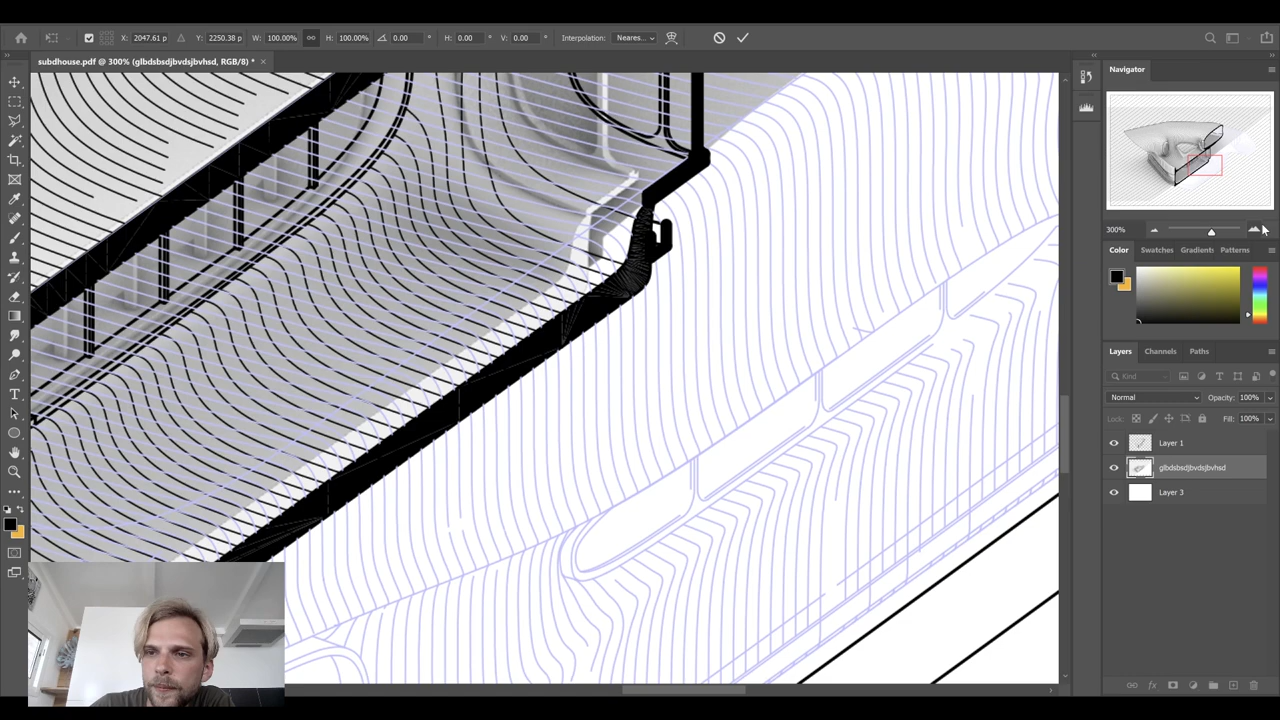 X: 2047.61 p Y: 2250.38 p W: 100.00% H: 100.00% 0.00 ° H: 0.00 ° V: 0.00 ° Interpolation: Neares...
subdhouse.pdf @ 300% (glbdsbsdjbvdsjbvhsd, RGB/8) * ×
Navigator
300%
Color Swatches Gradients Patterns
Layers Channels Paths
Kind
Normal Opacity: 100%
Lock: Fill: 100%
Layer 1
glbdsbsdjbvdsjbvhsd
Layer 3